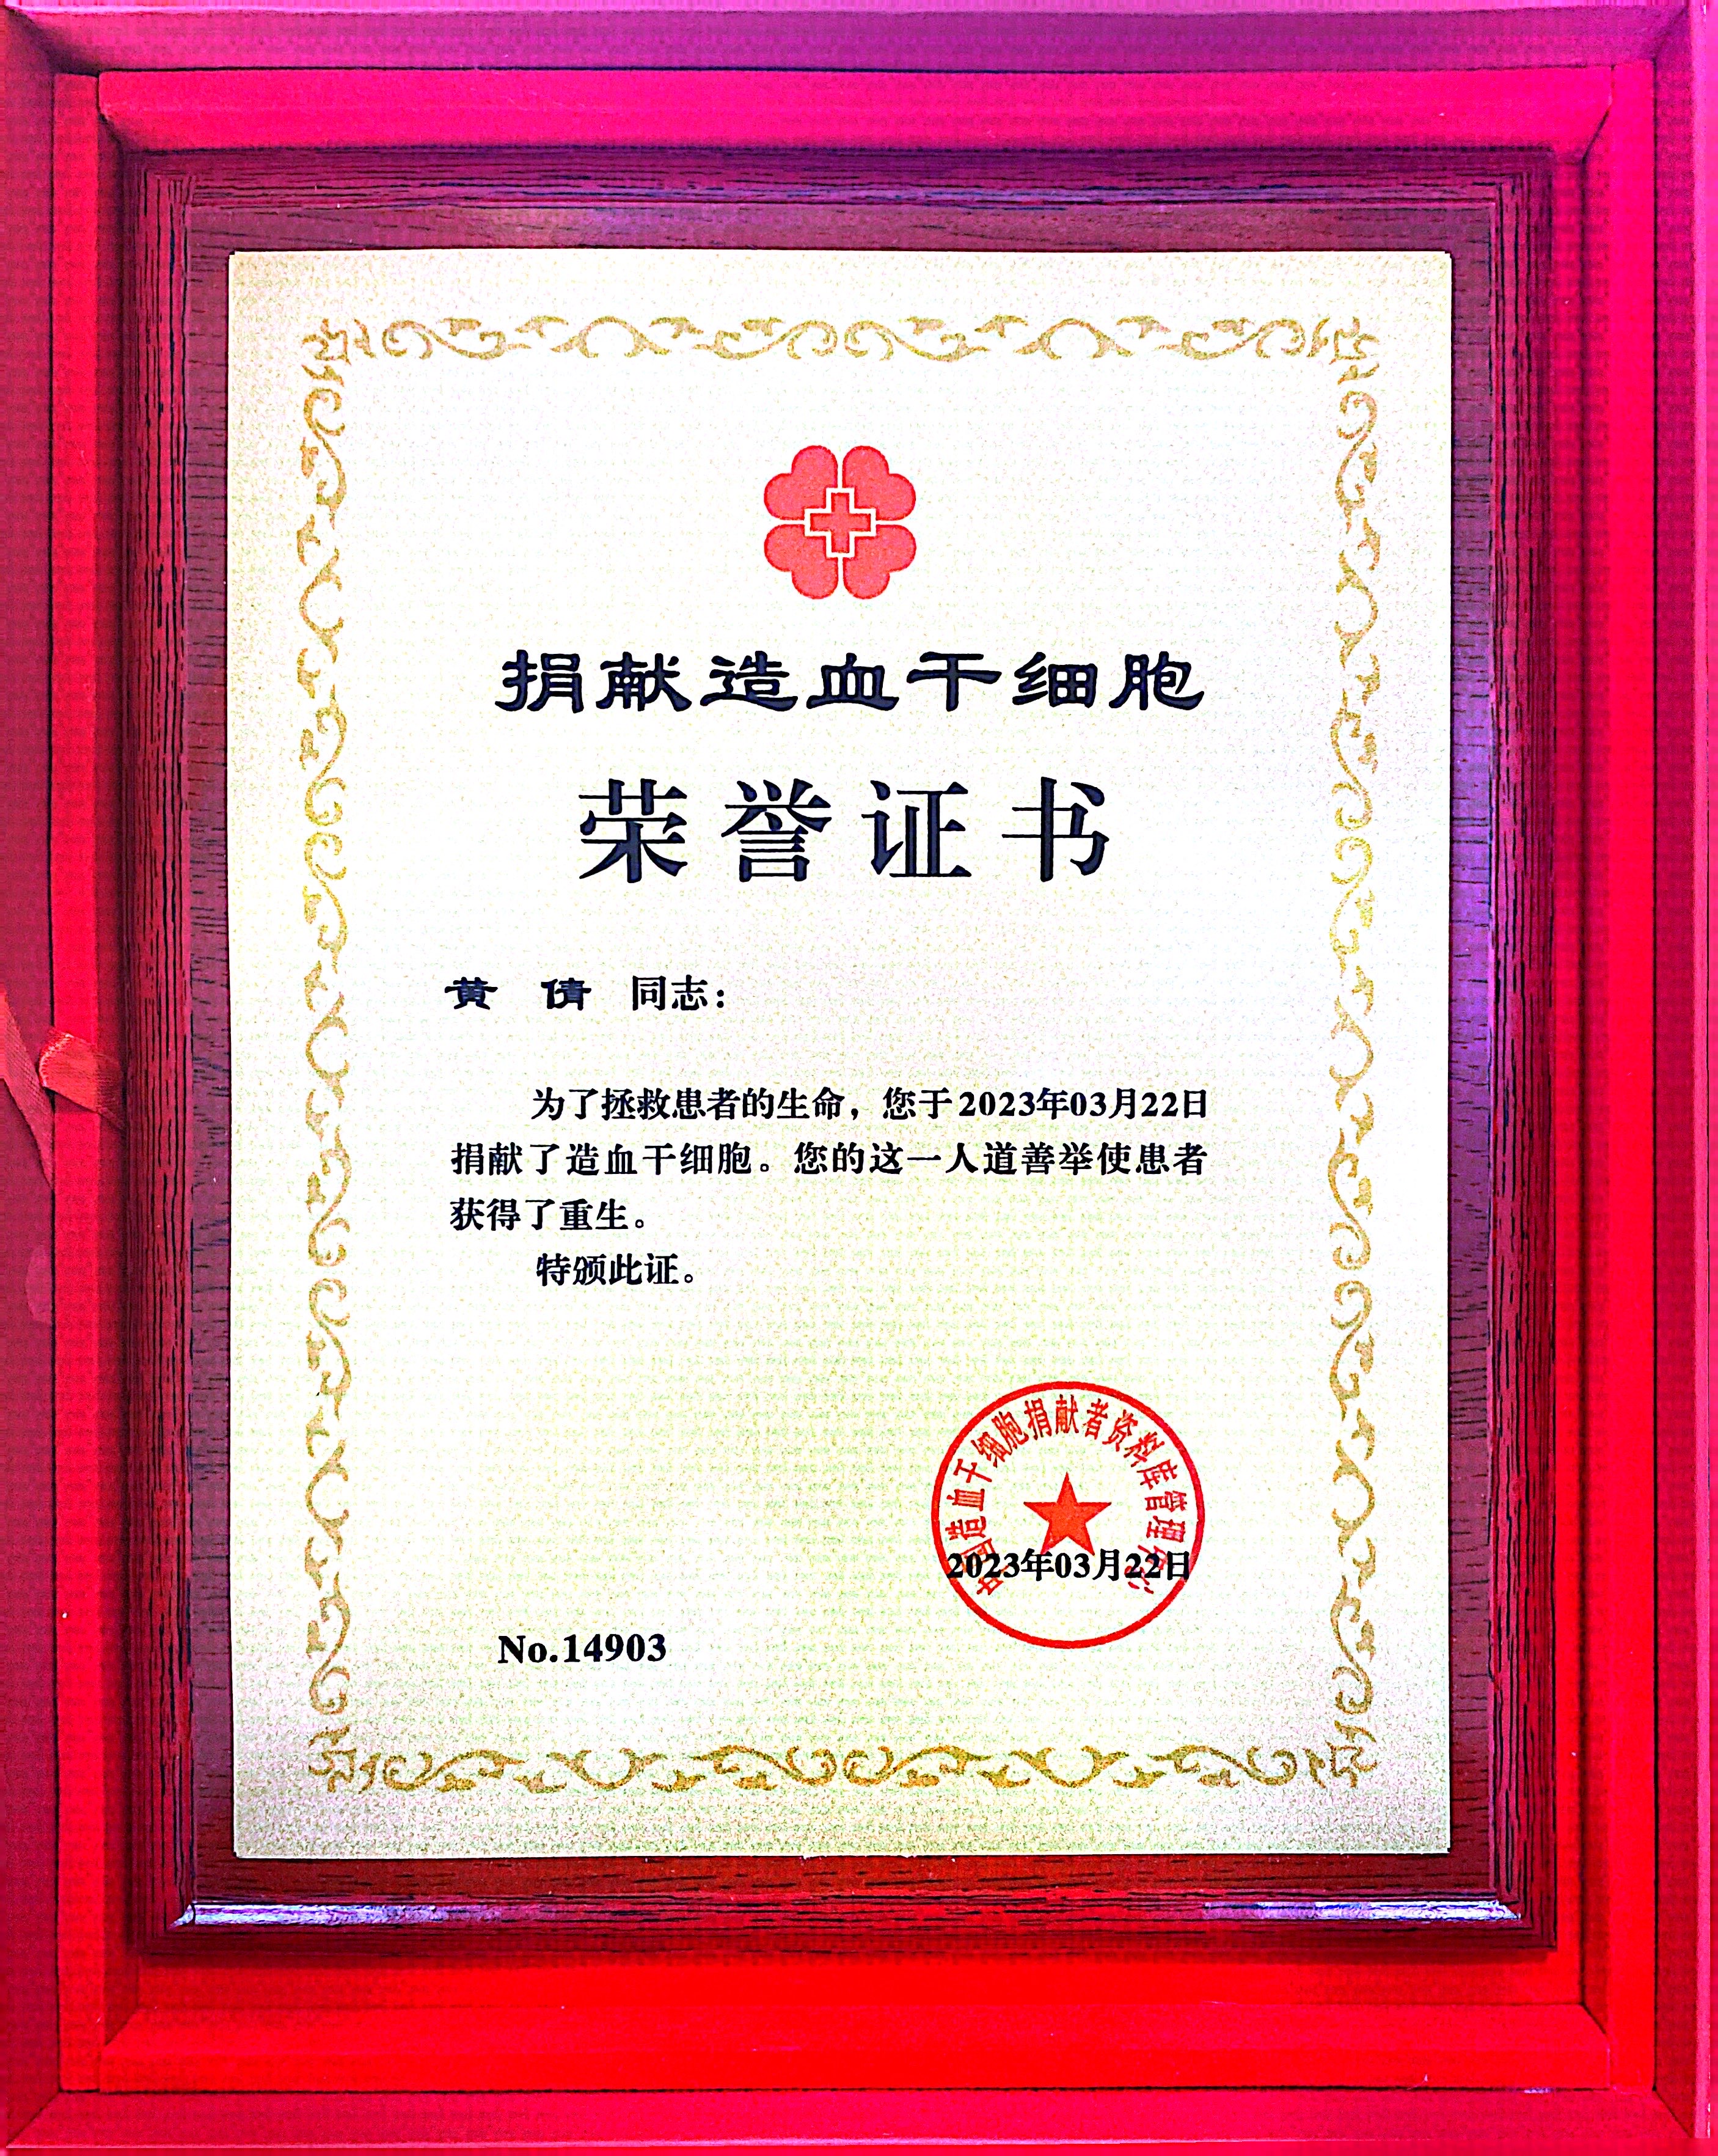 捐献造血干细胞
荣誉证书
黄 倩 同志：
为了拯救患者的生命，您于2023年03月22日
捐献了造血干细胞。您的这一人道善举使患者
获得了重生。
特颁此证。
中国造血干细胞捐献者资料库管理中心
2023年03月22日
No.14903